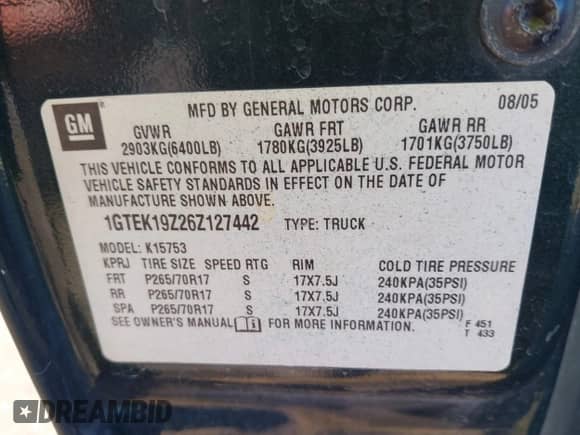 GM
MFD BY GENERAL MOTORS CORP. 08/05
GVWR GAWR FRT GAWR RR
2903KG(6400LB) 1780KG(3925LB) 1701KG(3750LB)
THIS VEHICLE CONFORMS TO ALL APPLICABLE U.S. FEDERAL MOTOR
VEHICLE SAFETY STANDARDS IN EFFECT ON THE DATE OF
MANUFACTURE SHOWN ABOVE.
1GTEK19Z26Z127442 TYPE: TRUCK
MODEL: K15753
KPRJ TIRE SIZE SPEED RTG RIM COLD TIRE PRESSURE
FRT P265/70R17 S 17X7.5J 240KPA(35PSI)
RR P265/70R17 S 17X7.5J 240KPA(35PSI)
SPA P265/70R17 S 17X7.5J 240KPA(35PSI)
SEE OWNER'S MANUAL FOR MORE INFORMATION. F 451
T 433
DREAMBID